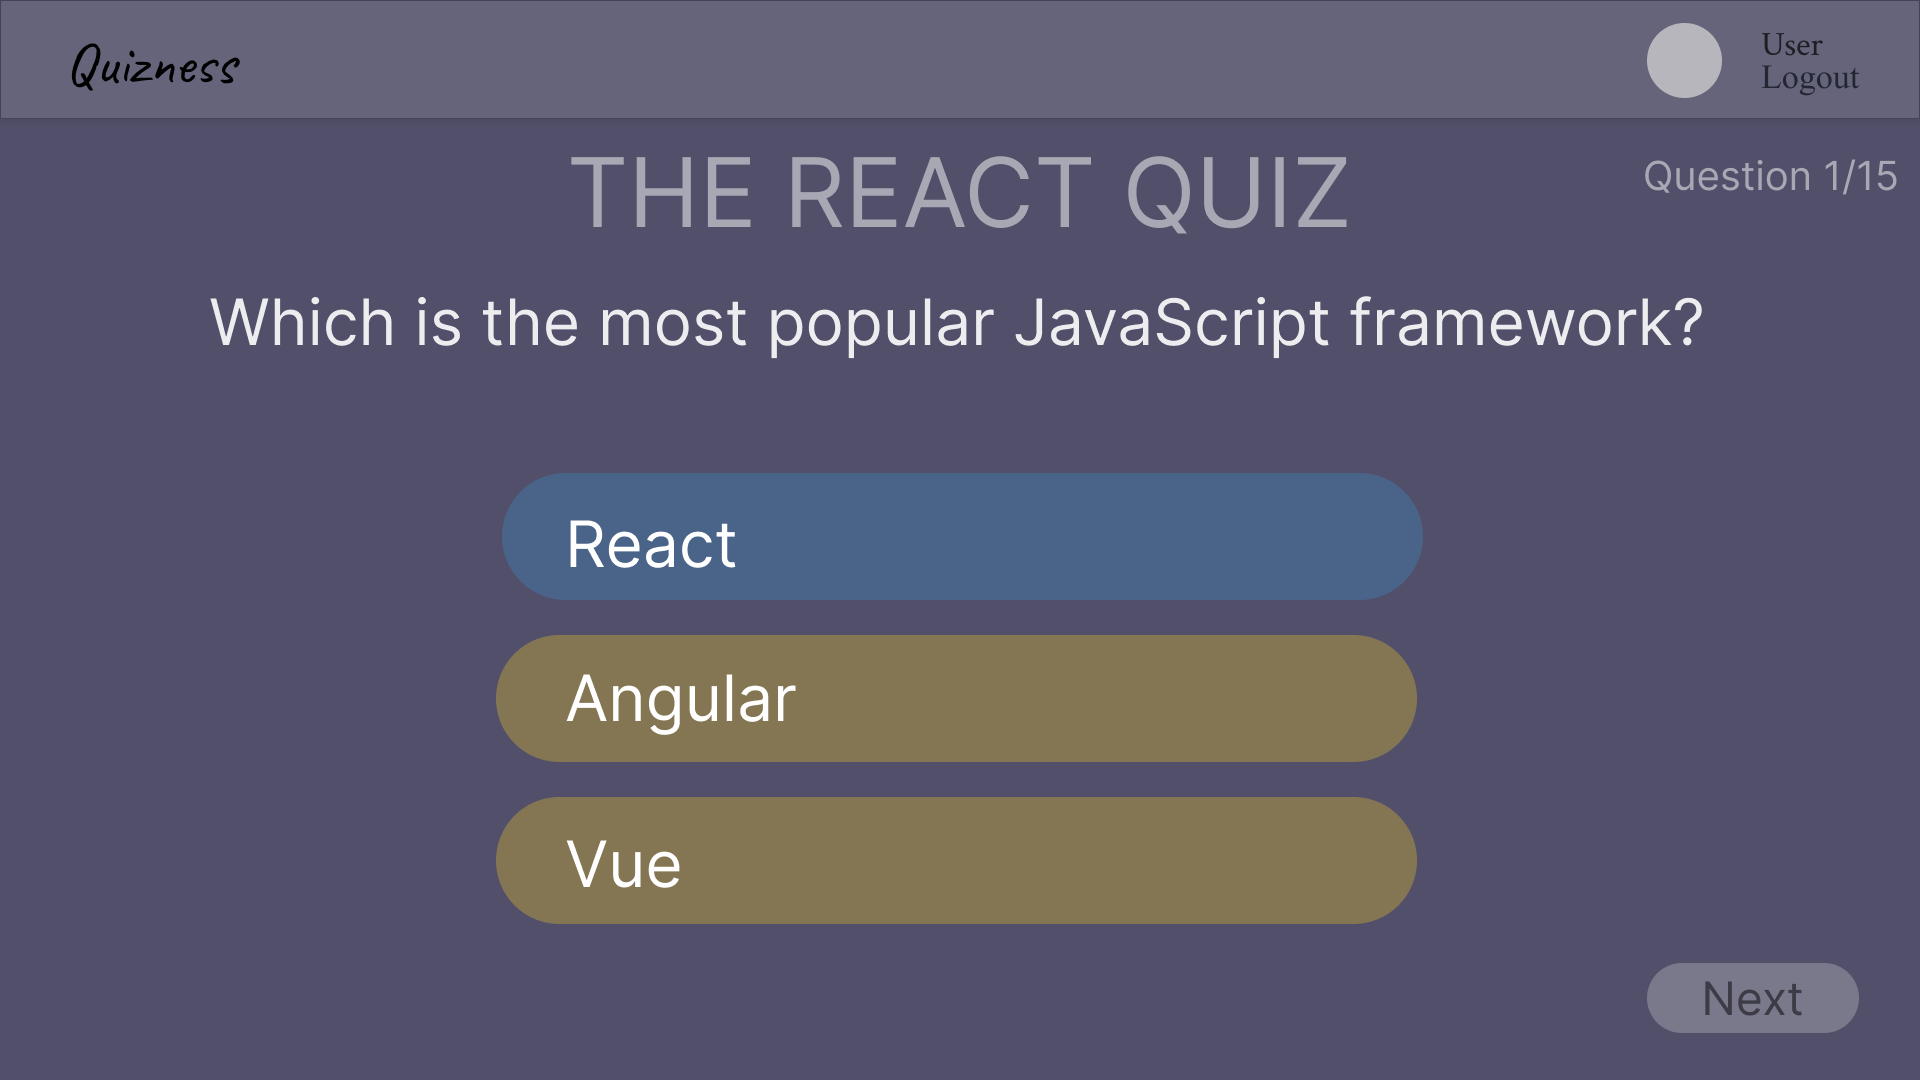 Quizness
User
Logout
THE REACT QUIZ
Question 1/15
Which is the most popular JavaScript framework?
React
Angular
Vue
Next